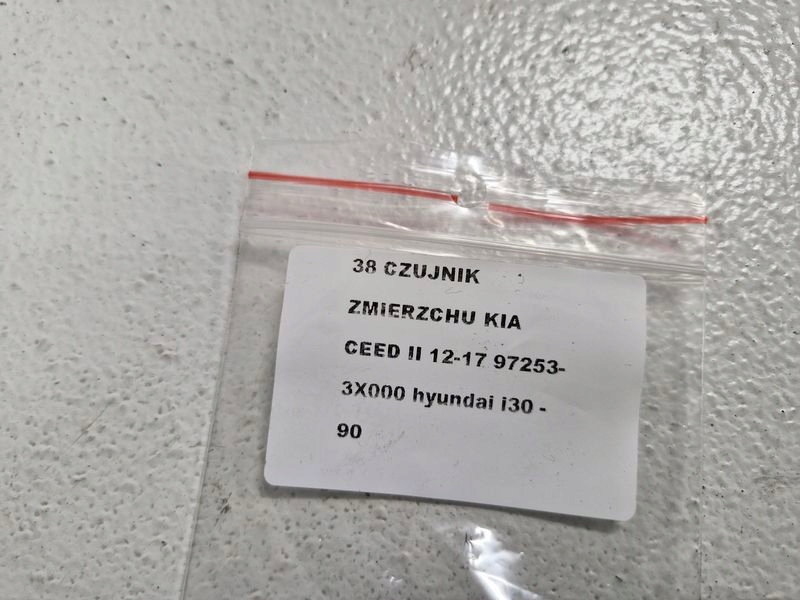 38 CZUJNIK
ZMIERZCHU KIA
CEED II 12-17 97253-
3X000 hyundai i30 -
90